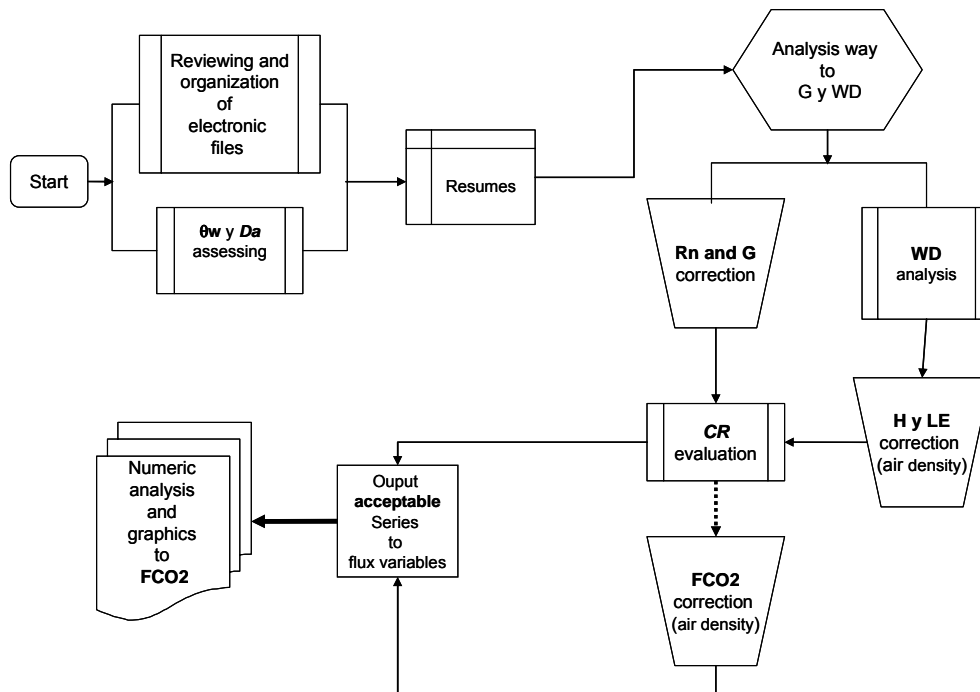 Start
Reviewing and
organization
of
electronic
files
θw y Da
assessing
Resumes
Analysis way
to
G y WD
Rn and G
correction
WD
analysis
H y LE
correction
(air density)
CR
evaluation
FCO2
correction
(air density)
Ouput
acceptable
Series
to
flux variables
Numeric
analysis
and
graphics
to
FCO2